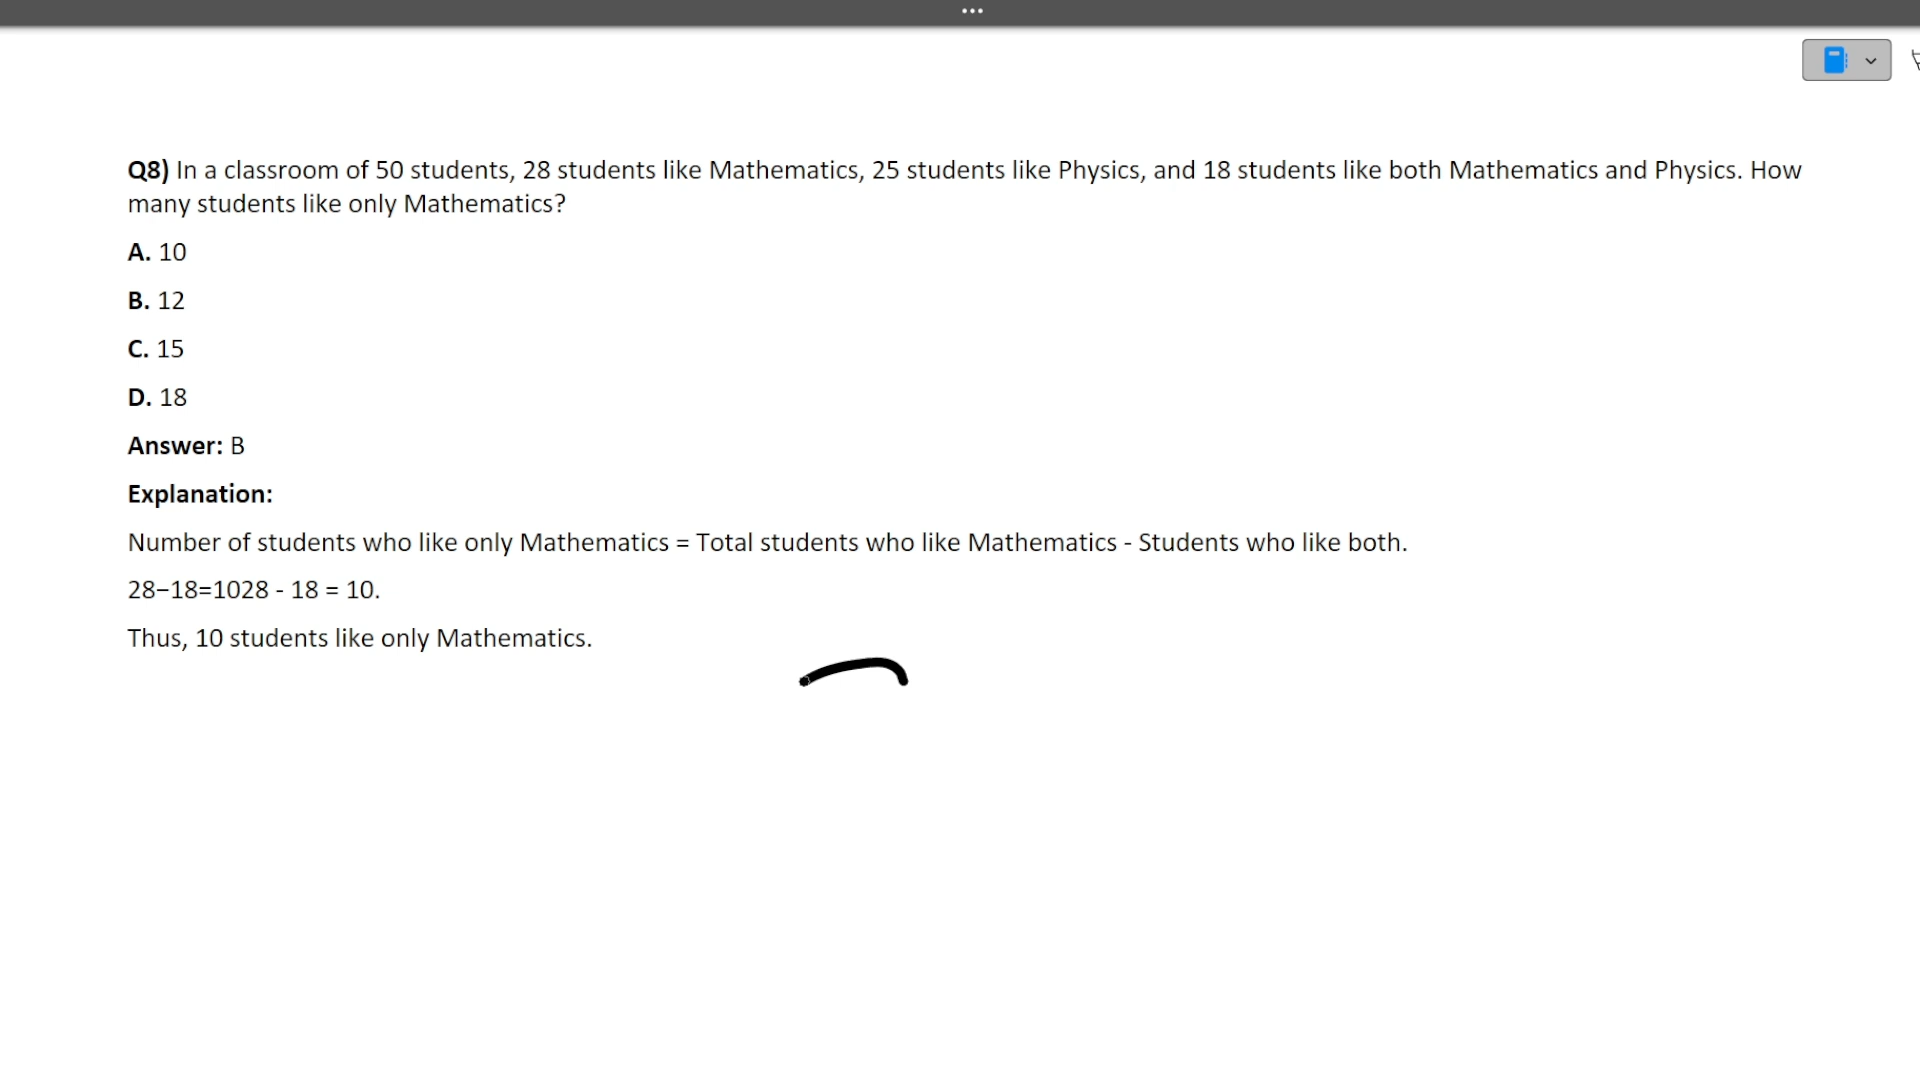 Q8) In a classroom of 50 students, 28 students like Mathematics, 25 students like Physics, and 18 students like both Mathematics and Physics. How
many students like only Mathematics?
A. 10
B. 12
C. 15
D. 18
Answer: B
Explanation:
Number of students who like only Mathematics = Total students who like Mathematics - Students who like both.
28−18=1028 - 18 = 10.
Thus, 10 students like only Mathematics.